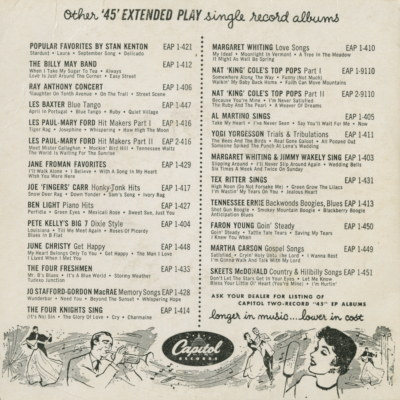 Other '45' EXTENDED PLAY single record albums
POPULAR FAVORITES BY STAN KENTON EAP 1-421
Stardust • Laura • September Song • Delicado
THE BILLY MAY BAND EAP 1-412
When I Take My Sugar To Tea • Always
Lean Baby
RAY ANTHONY CONCERT EAP 1-406
Slaughter On Tenth Avenue • On The Trail • Street Scene
LES BAXTER Blue Tango EAP 1-447
April In Portugal • Blue Tango • Ruby • Quiet Village
LES PAUL-MARY FORD Hit Makers Part I EAP 1-416
Tiger Rag • Josephine • Whispering • How High The Moon
LES PAUL-MARY FORD Hit Makers Part II EAP 2-416
Meet Mister Callaghan • Mockin' Bird Hill • Tennessee Waltz
The World Is Waiting For The Sunrise
JANE FROMAN FAVORITES EAP 1-429
I'll Walk Alone • I Believe • With A Song In My Heart
Wish You Were Here
JOE 'FINGERS' CARR Honky-Tonk Hits EAP 1-417
Snow Deer Rag • Down Yonder • Sam's Song • Ivory Rag
BEN LIGHT Piano Hits EAP 1-427
Perfidia • Green Eyes • Mexicali Rose • Sweet Sue, Just You
PETE KELLY'S BIG 7 Dixie Style EAP 1-404
Louisiana • Till We Meet Again • Roses Of Picardy
Blues In G Flat
JUNE CHRISTY Get Happy EAP 1-448
My Heart Belongs Only To You • Get Happy • The Man I Love
I Lived When I Met You
THE FOUR FRESHMEN EAP 1-433
Mr. B's Blues • It's A Blue World • Stormy Weather
Tuxedo Junction
JO STAFFORD-GORDON MacRAE Memory Songs EAP 1-428
Wunderbar • Need You • Beyond The Sunset • Whispering Hope
THE FOUR KNIGHTS SING EAP 1-414
(It's No) Sin • The Glory Of Love • Cry • Charmaine
MARGARET WHITING Love Songs EAP 1-410
My Ideal • Moonlight In Vermont • A Tree In The Meadow
It Might As Well Be Spring
NAT 'KING' COLE'S TOP POPS Part I EAP 1-9110
Somewhere Along The Way • Funny (Not Much)
Walkin' My Baby Back Home • Faith Can Move Mountains
NAT 'KING' COLE'S TOP POPS Part II EAP 2-9110
Because You're Mine • I'm Never Satisfied
The Ruby And The Pearl • A Weaver Of Dreams
AL MARTINO SINGS EAP 1-405
Take My Heart • I've Never Seen • Say You'll Wait For Me • Now
YOGI YORGESSON Trials & Tribulations EAP 1-411
The Bees And The Birds • Real Gone Galoot • All Pooped Out
Someone Spiked The Punch At Lena's Wedding
MARGARET WHITING & JIMMY WAKELY SING EAP 1-403
Slipping Around • I'll Never Slip Around Again • Wedding Bells
Six Times A Week And Twice On Sunday
TEX RITTER SINGS EAP 1-431
High Noon (Do Not Forsake Me) • Green Grow The Lilacs
I'm Wastin' My Tears On You • Jealous Heart
TENNESSEE ERNIE Backwoods Boogies, Blues EAP 1-413
Shot Gun Boogie • Smokey Mountain Boogie • Blackberry Boogie
Anticipation Blues
FARON YOUNG Goin' Steady EAP 1-450
Goin' Steady • Tattle Tale Tears • Saving My Tears
I Knew You When
MARTHA CARSON Gospel Songs EAP 1-449
Satisfied • Cryin' Holy Unto The Lord • I Wanna Rest
I'm Gonna Walk And Talk With My Lord
SKEETS McDONALD Country & Hillbilly Songs EAP 1-451
Don't Let The Stars Get In Your Eyes • Let Me Know
Bless Your Little Ol' Heart (You're Mine) • I'm Hurtin'
ASK YOUR DEALER FOR LISTING OF
CAPITOL TWO-RECORD "45" EP ALBUMS
longer in music...lower in cost
Capitol
RECORDS